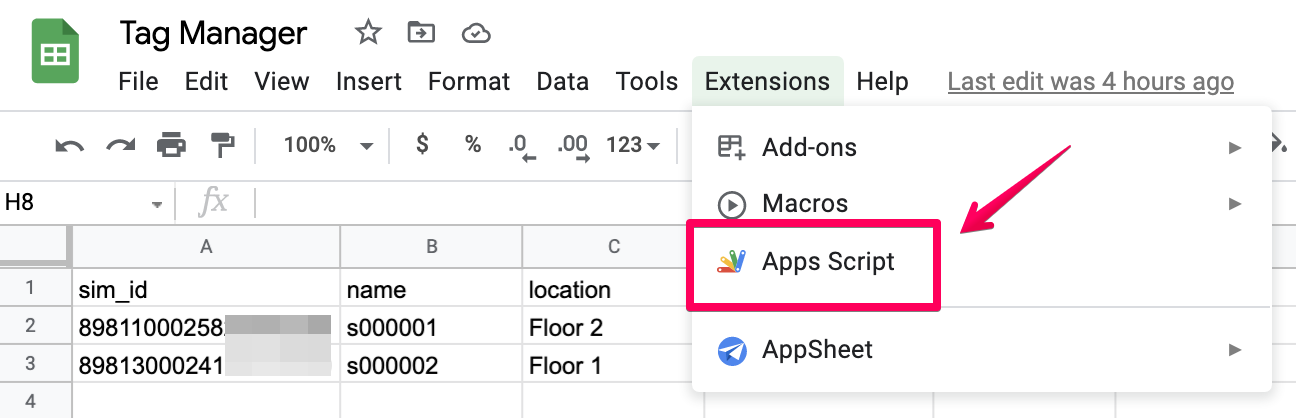 Tag Manager
File Edit View Insert Format Data Tools Extensions Help Last edit was 4 hours ago
100% $ % .0 .00 123
Add-ons
H8 fx
Macros
A B C
Apps Script
1 sim_id name location
2 89811000258 s000001 Floor 2
3 89813000241 s000002 Floor 1
AppSheet
4